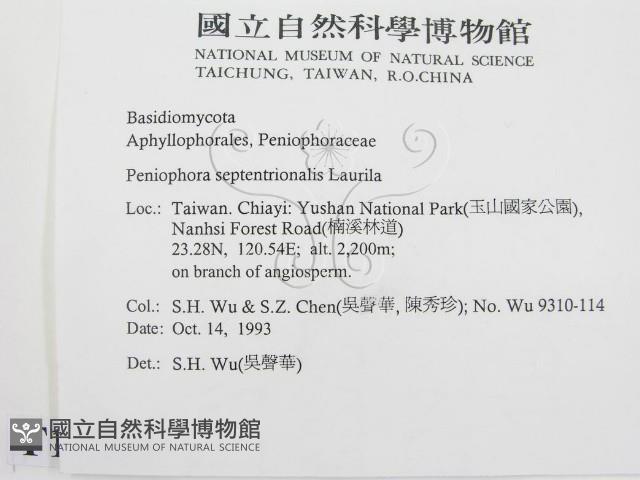 國立自然科學博物館
NATIONAL MUSEUM OF NATURAL SCIENCE
TAICHUNG, TAIWAN, R.O.CHINA
Basidiomycota
Aphyllophorales, Peniophoraceae
Peniophora septentrionalis Laurila
Loc.: Taiwan. Chiayi: Yushan National Park(玉山國家公園),
Nanhsi Forest Road(楠溪林道)
23.28N, 120.54E; alt. 2,200m;
on branch of angiosperm.
Col.: S.H. Wu & S.Z. Chen(吳聲華, 陳秀珍); No. Wu 9310-114
Date: Oct. 14, 1993
Det.: S.H. Wu(吳聲華)
國立自然科學博物館
NATIONAL MUSEUM OF NATURAL SCIENCE